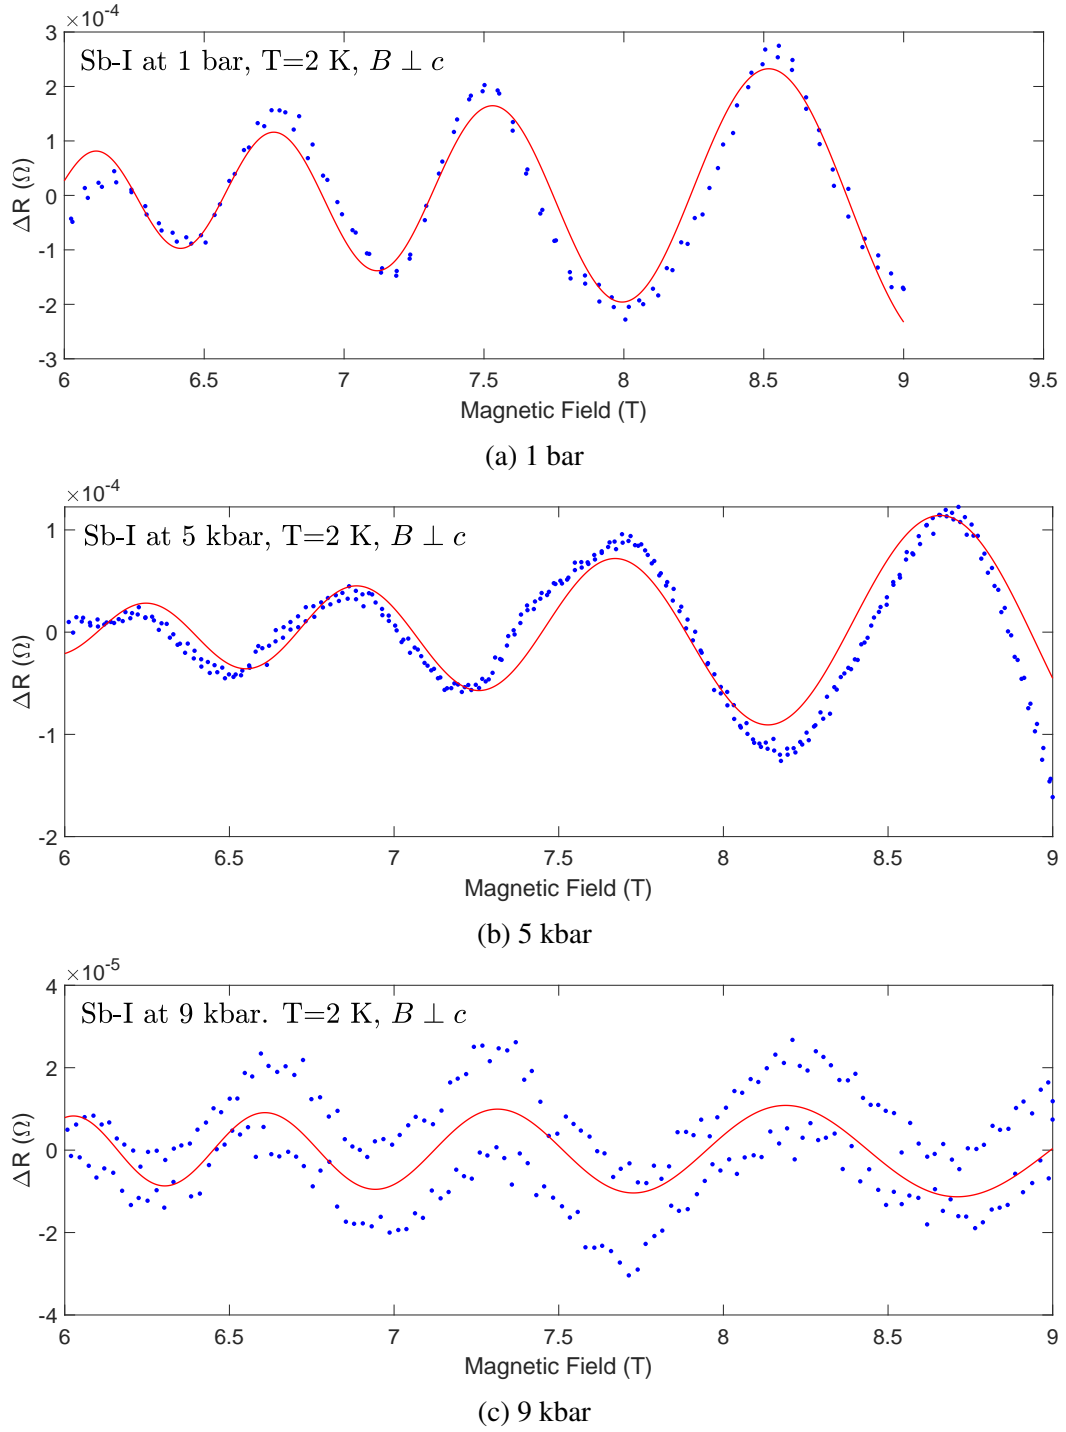 ×10-4
3
Sb-I at 1 bar, T=2 K, B ⊥ c
2
1
0
-1
-2
-3
ΔR (Ω)
6 6.5 7 7.5 8 8.5 9 9.5
Magnetic Field (T)
(a) 1 bar
×10-4
Sb-I at 5 kbar, T=2 K, B ⊥ c
1
0
-1
-2
ΔR (Ω)
6 6.5 7 7.5 8 8.5 9
Magnetic Field (T)
(b) 5 kbar
×10-5
4
Sb-I at 9 kbar. T=2 K, B ⊥ c
2
0
-2
-4
ΔR (Ω)
6 6.5 7 7.5 8 8.5 9
Magnetic Field (T)
(c) 9 kbar